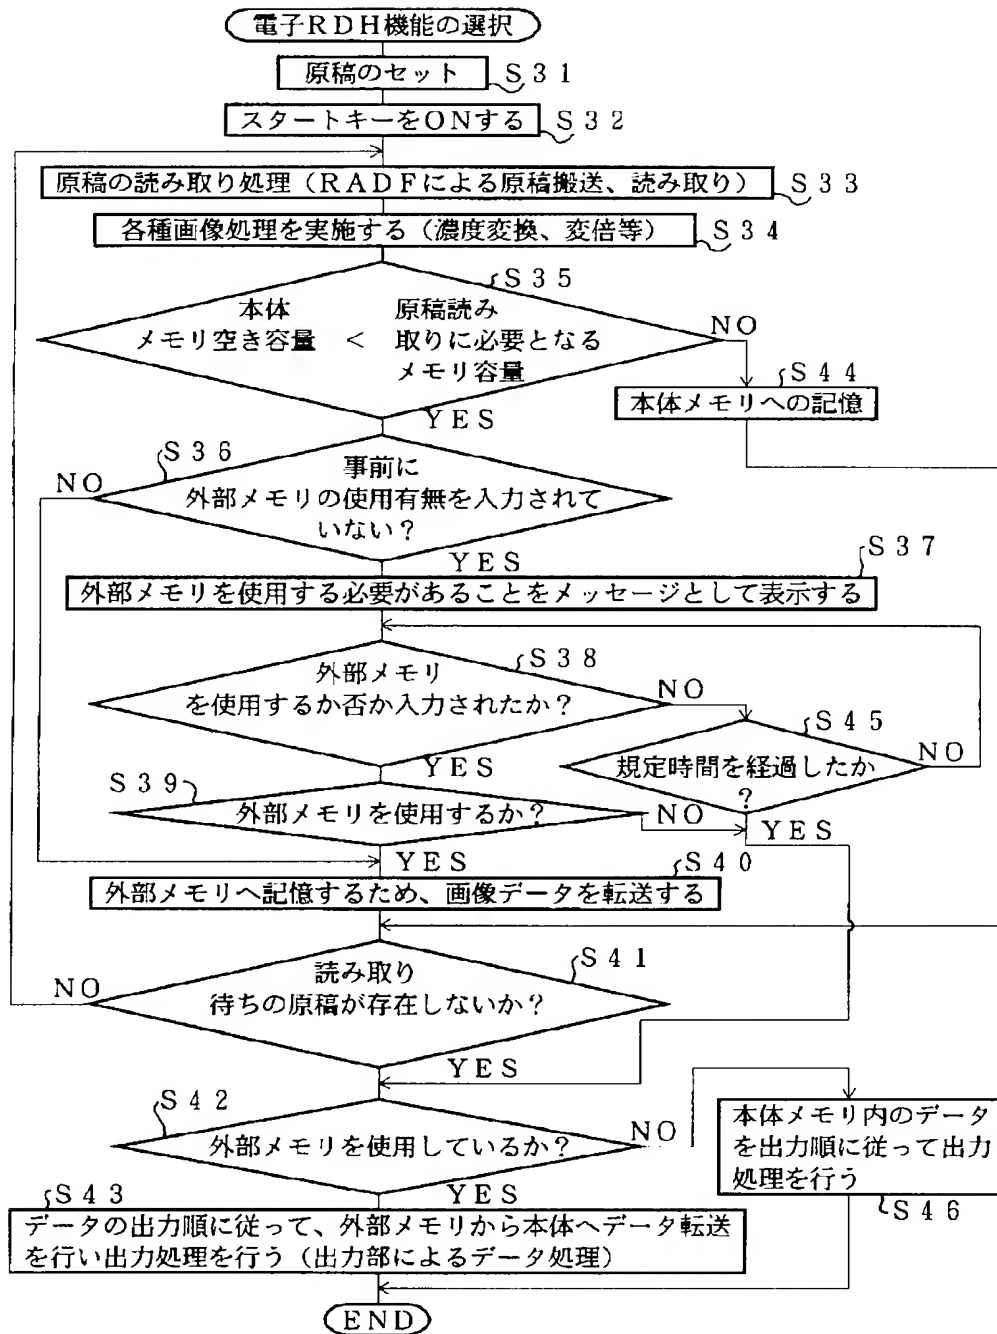 電子RDH機能の選択
原稿のセット
S31
スタートキーをONする
S32
原稿の読み取り処理(RADFによる原稿搬送、読み取り)
S33
各種画像処理を実施する(濃度変換、変倍等)
S34
S35
本体 原稿読み
メモリ空き容量 < 取りに必要となる
メモリ容量
NO
YES
S44
本体メモリへの記憶
S36
事前に
外部メモリの使用有無を入力されて
いない?
NO
YES
S37
外部メモリを使用する必要があることをメッセージとして表示する
S38
外部メモリ
を使用するか否か入力されたか?
NO
YES
S45
規定時間を経過したか
?
NO
YES
S39
外部メモリを使用するか?
NO
YES
S40
外部メモリへ記憶するため、画像データを転送する
S41
読み取り
待ちの原稿が存在しないか?
NO
YES
S42
外部メモリを使用しているか?
NO
YES
本体メモリ内のデータ
を出力順に従って出力
処理を行う
S46
S43
データの出力順に従って、外部メモリから本体へデータ転送
を行い出力処理を行う(出力部によるデータ処理)
END